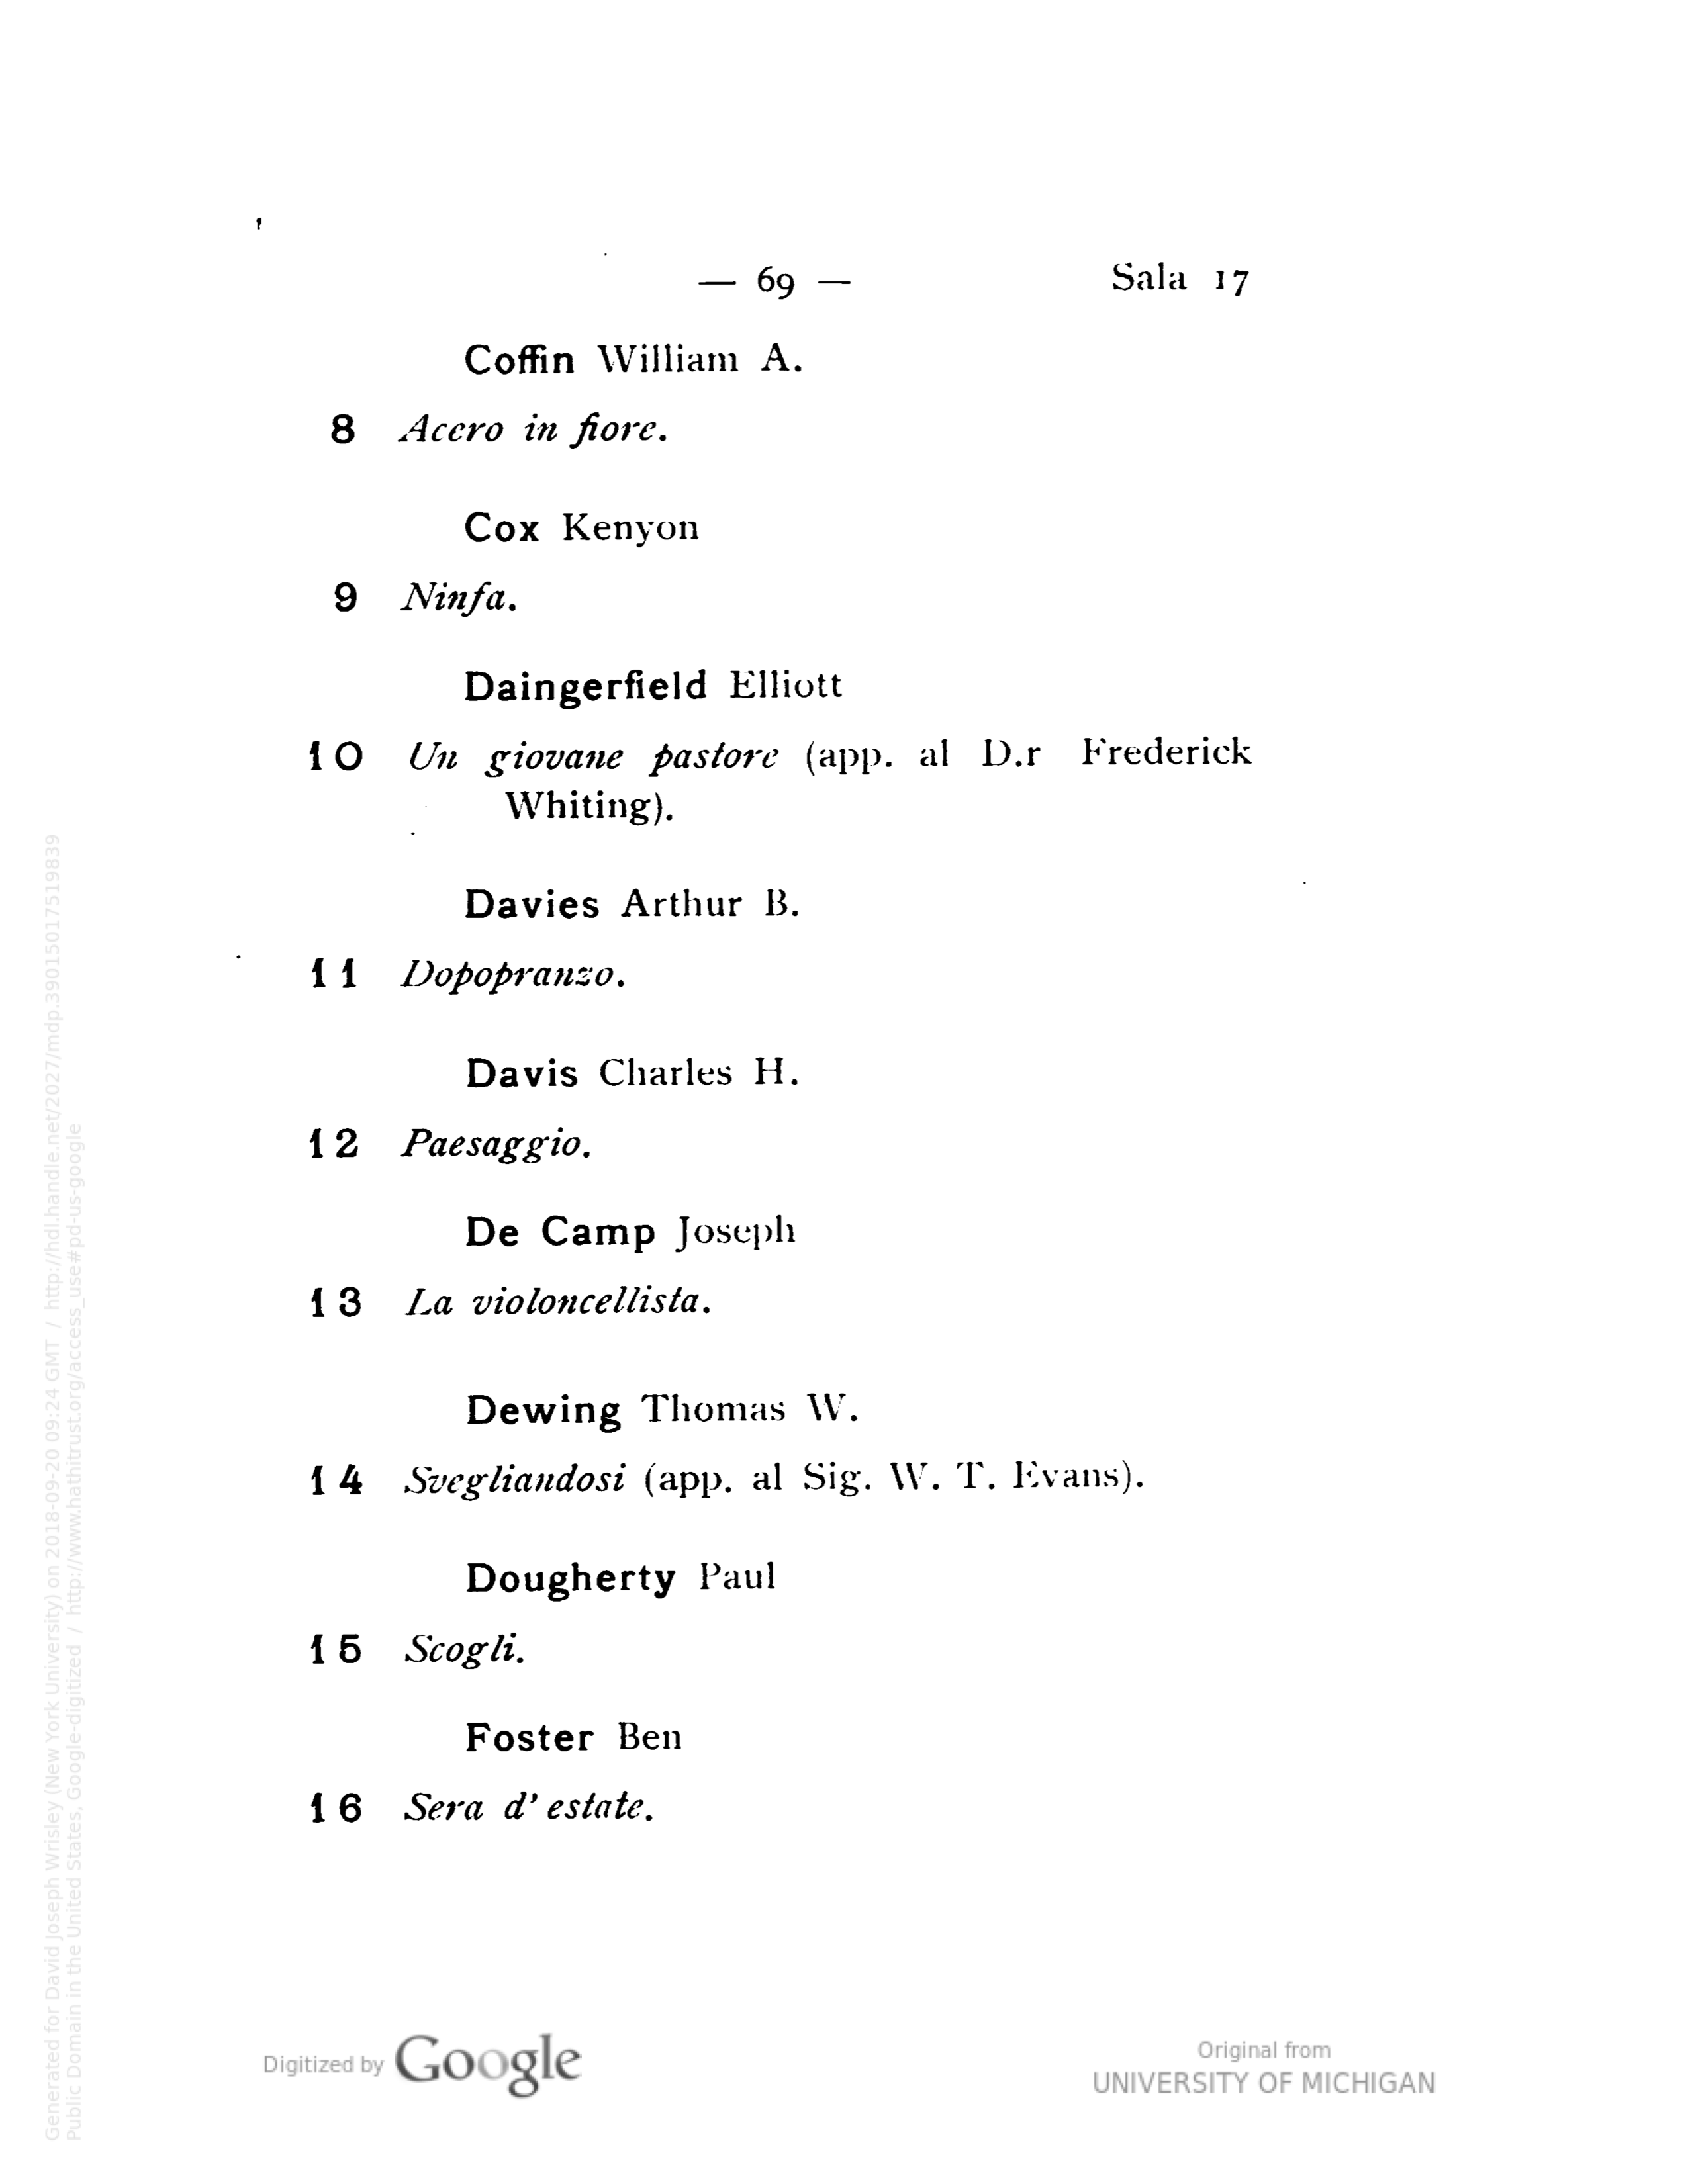 — 69 —
Sala 17
Coffin William A.
8 Acero in fiore.
Cox Kenyon
9 Ninfa.
Daingerfield Elliott
10 Un giovane pastore (app. al D.r Frederick
Whiting).
Davies Arthur B.
11 Dopopranzo.
Davis Charles H.
12 Paesaggio.
De Camp Joseph
13 La violoncellista.
Dewing Thomas W.
14 Svegliandosi (app. al Sig. W. T. Evans).
Dougherty Paul
15 Scogli.
Foster Ben
16 Sera d' estate.
Generated for David Joseph Wrisley (New York University) on 2018-09-20 09:24 GMT / http://hdl.handle.net/2027/mdp.39015017519839
Public Domain in the United States, Google-digitized / http://www.hathitrust.org/access_use#pd-us-google
Digitized by Google
Original from
UNIVERSITY OF MICHIGAN